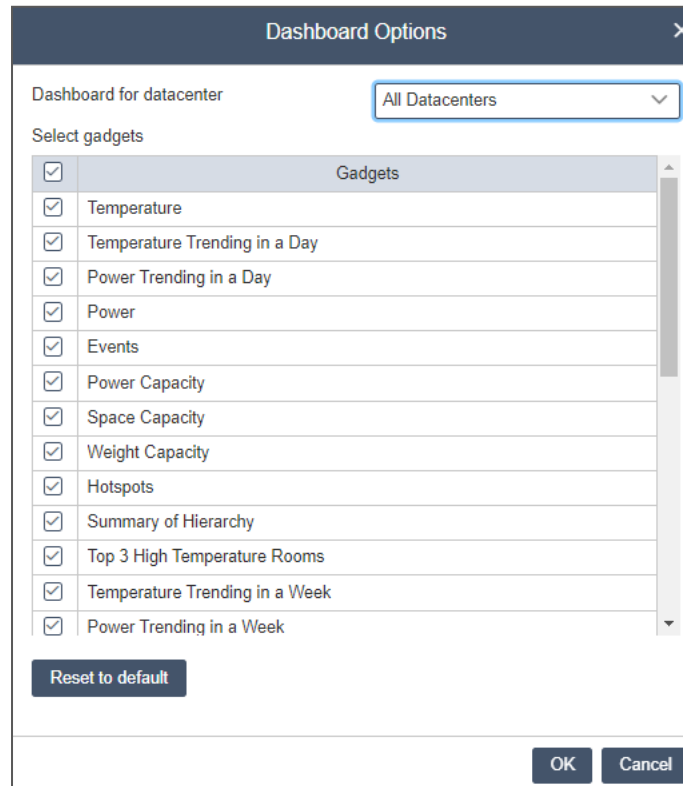 Dashboard Options
Dashboard for datacenter
All Datacenters
Select gadgets
Gadgets
Temperature
Temperature Trending in a Day
Power Trending in a Day
Power
Events
Power Capacity
Space Capacity
Weight Capacity
Hotspots
Summary of Hierarchy
Top 3 High Temperature Rooms
Temperature Trending in a Week
Power Trending in a Week
Reset to default
OK
Cancel